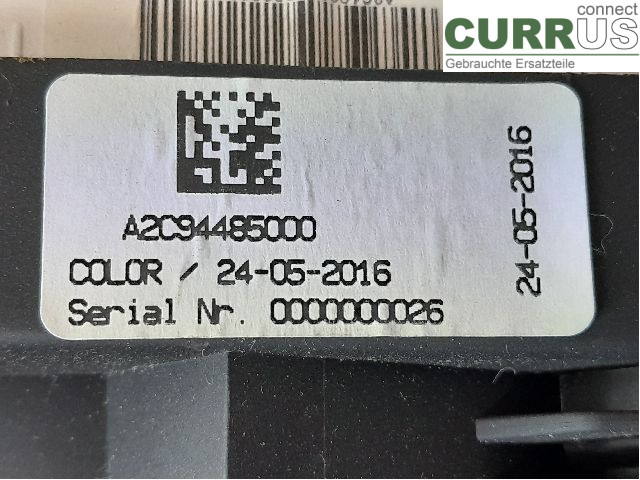 connect
CURRUS
Gebrauchte Ersatzteile
A2C94485000
COLOR / 24-05-2016
Serial Nr. 0000000026
24-05-2016